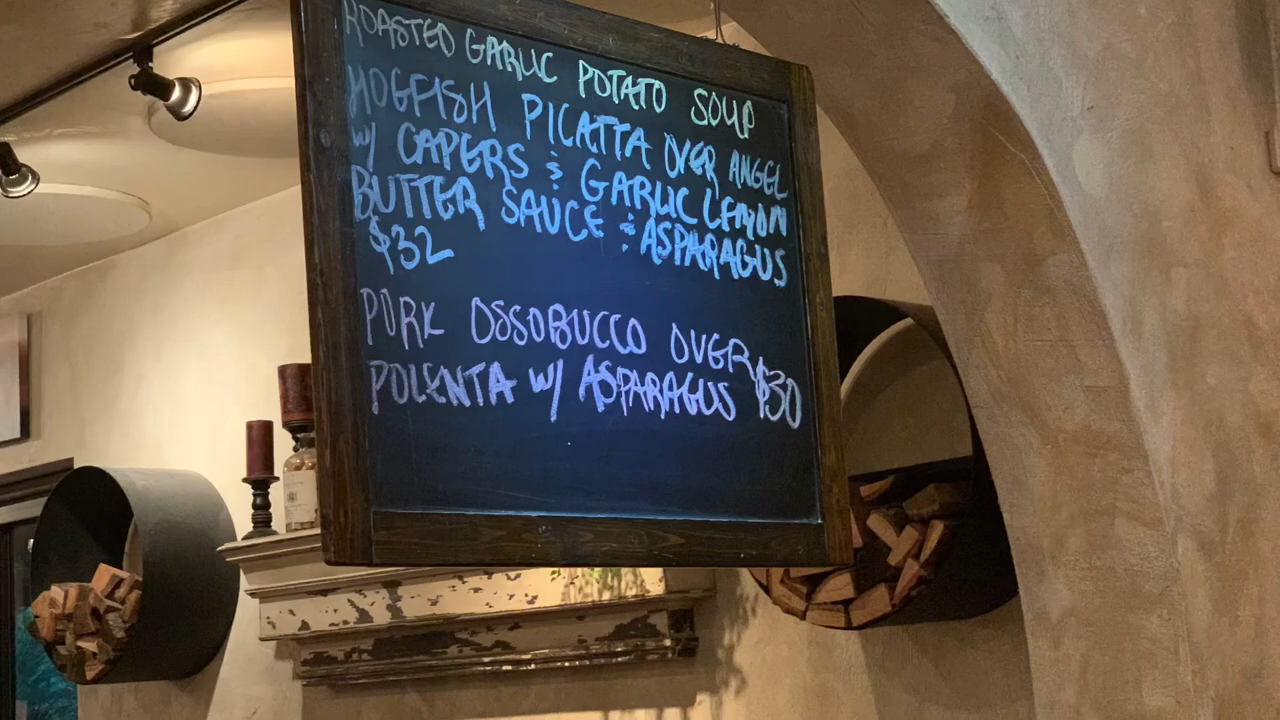 ROASTED GARLIC POTATO SOUP
HOGFISH PICATTA OVER ANGEL
W/ CAPERS & GARLIC LEMON
BUTTER SAUCE & ASPARAGUS
$32
PORK OSSOBUCCO OVER
POLENTA W/ ASPARAGUS $30